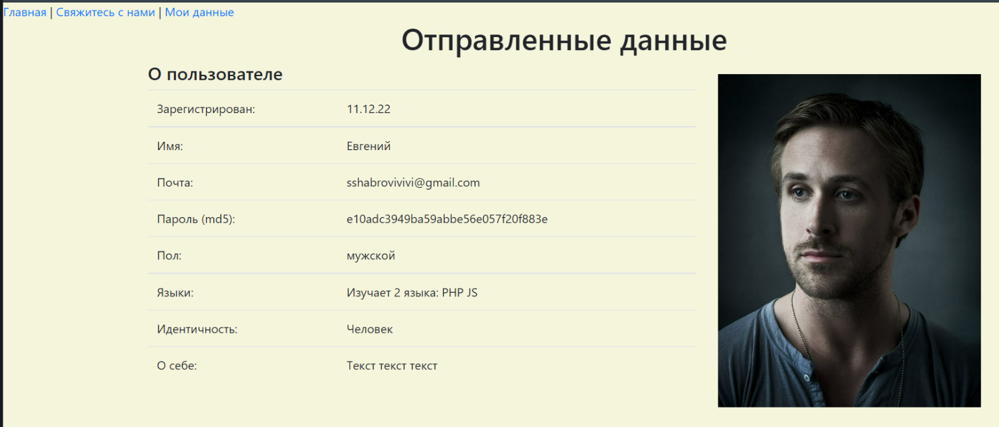 Главная | Свяжитесь с нами | Мои данные
Отправленные данные
О пользователе
Зарегистрирован: 11.12.22
Имя: Евгений
Почта: sshabrovivivi@gmail.com
Пароль (md5): e10adc3949ba59abbe56e057f20f883e
Пол: мужской
Языки: Изучает 2 языка: PHP JS
Идентичность: Человек
О себе: Текст текст текст